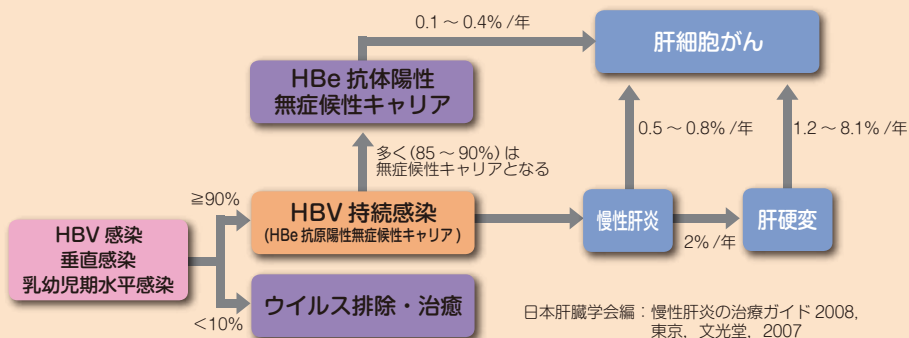 0.1 ~ 0.4% /年
肝細胞がん
HBe 抗体陽性
無症候性キャリア
0.5 ~ 0.8% /年
1.2 ~ 8.1% /年
多く(85 ~ 90%)は
無症候性キャリアとなる
≧90%
HBV 持続感染
(HBe 抗原陽性無症候性キャリア)
慢性肝炎
肝硬変
2% /年
HBV 感染
垂直感染
乳幼児期水平感染
<10%
ウイルス排除・治癒
日本肝臓学会編:慢性肝炎の治療ガイド 2008,
東京,文光堂,2007